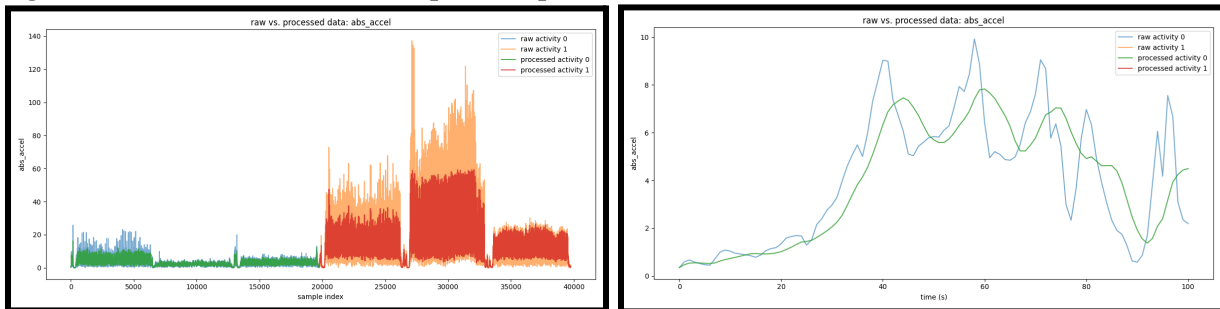 raw vs. processed data: abs_accel
raw activity 0
raw activity 1
processed activity 0
processed activity 1
abs_accel
140
120
100
80
60
40
20
0
0 5000 10000 15000 20000 25000 30000 35000 40000
sample index
raw vs. processed data: abs_accel
raw activity 0
raw activity 1
processed activity 0
processed activity 1
abs_accel
10
8
6
4
2
0
0 20 40 60 80 100
time (s)